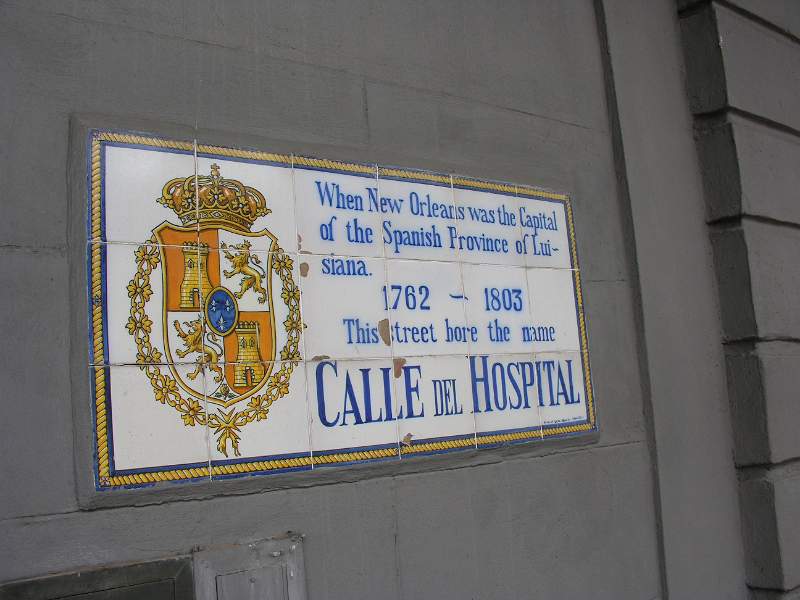 When New Orleans was the Capital
of the Spanish Province of Lui-
siana.
1762 – 1803
This street bore the name
CALLE DEL HOSPITAL